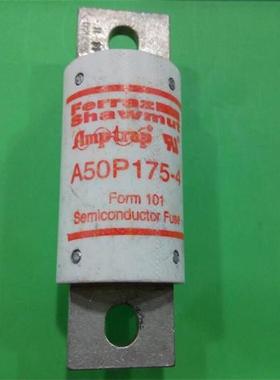 Ferraz
Shawmut
Amp-trap
A50P175-4
Form 101
Semiconductor Fuse